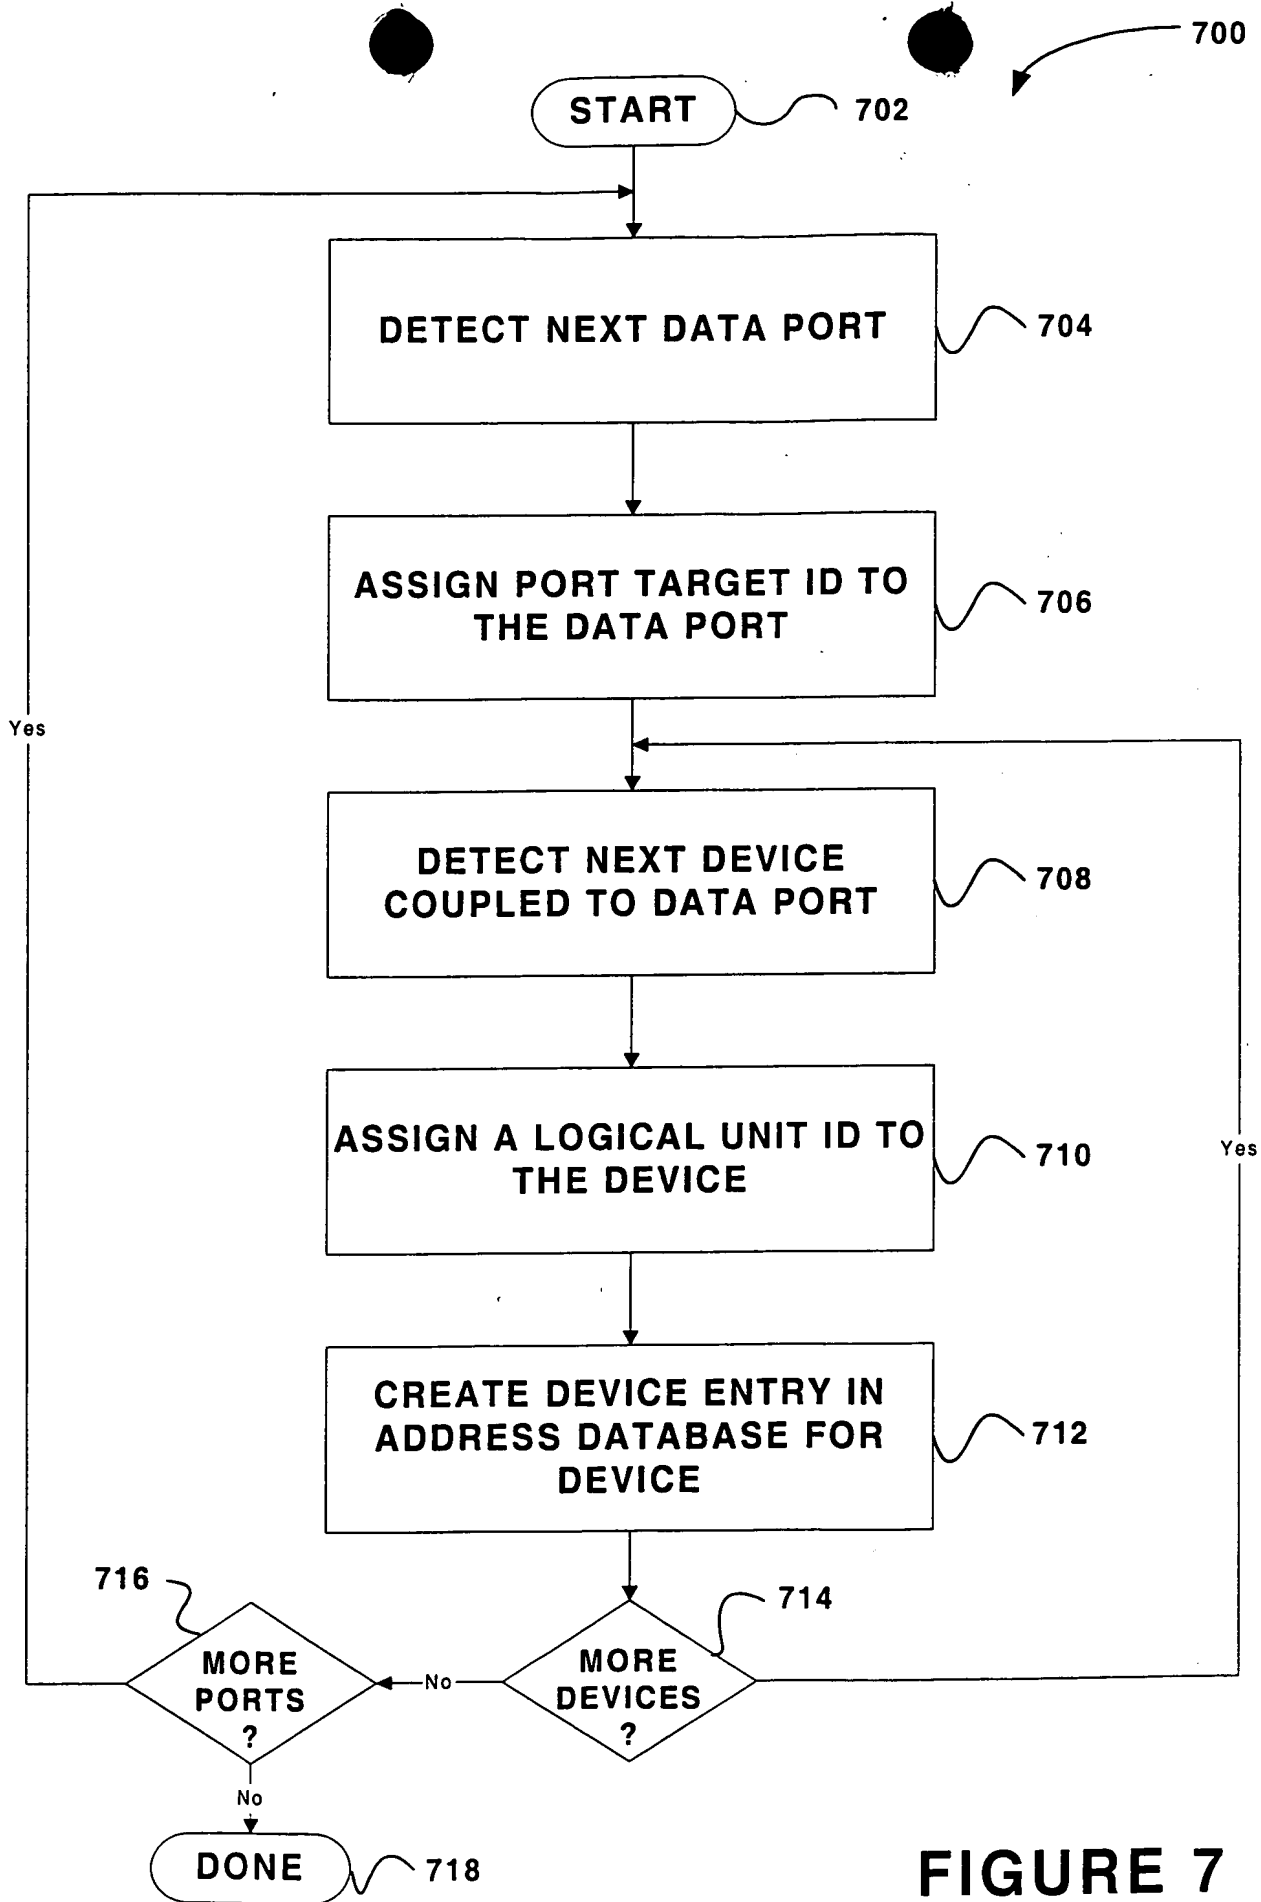 700
START
702
DETECT NEXT DATA PORT
704
ASSIGN PORT TARGET ID TO
THE DATA PORT
706
Yes
DETECT NEXT DEVICE
COUPLED TO DATA PORT
708
ASSIGN A LOGICAL UNIT ID TO
THE DEVICE
710
Yes
CREATE DEVICE ENTRY IN
ADDRESS DATABASE FOR
DEVICE
712
716
714
MORE
PORTS
?
No
MORE
DEVICES
?
No
DONE
718
FIGURE 7